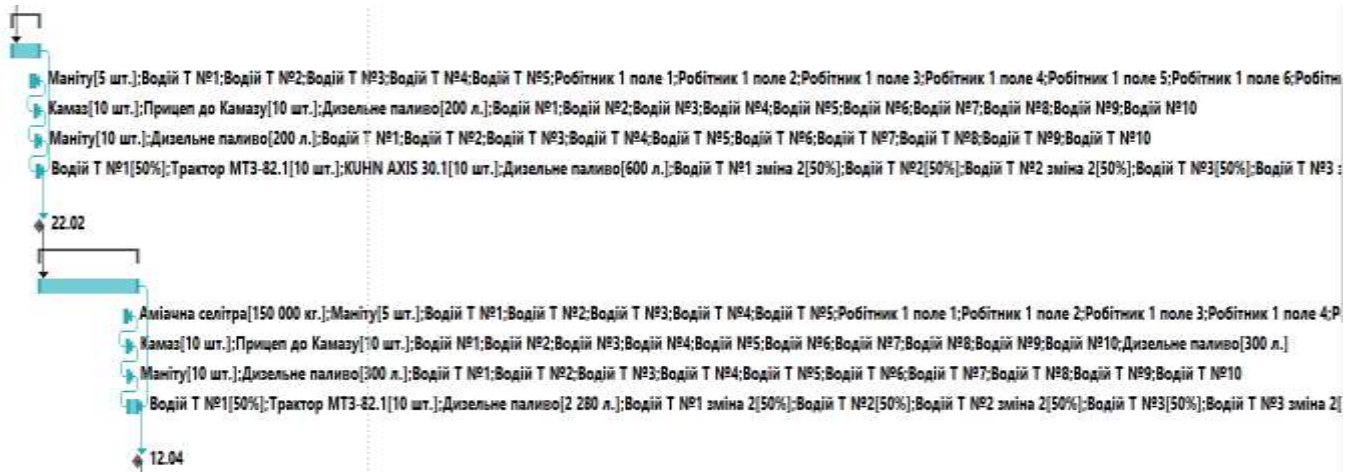 Маніту[5 шт.];Водій Т №1;Водій Т №2;Водій Т №3;Водій Т №4;Водій Т №5;Робітник 1 поле 1;Робітник 1 поле 2;Робітник 1 поле 3;Робітник 1 поле 4;Робітник 1 поле 5;Робітник 1 поле 6;Робітн
Камаз[10 шт.];Прицеп до Камазу[10 шт.];Дизельне паливо[200 л.];Водій №1;Водій №2;Водій №3;Водій №4;Водій №5;Водій №6;Водій №7;Водій №8;Водій №9;Водій №10
Маніту[10 шт.];Дизельне паливо[200 л.];Водій Т №1;Водій Т №2;Водій Т №3;Водій Т №4;Водій Т №5;Водій Т №6;Водій Т №7;Водій Т №8;Водій Т №9;Водій Т №10
Водій Т №1[50%];Трактор МТЗ-82.1[10 шт.];KUHN AXIS 30.1[10 шт.];Дизельне паливо[600 л.];Водій Т №1 зміна 2[50%];Водій Т №2[50%];Водій Т №2 зміна 2[50%];Водій Т №3[50%];Водій Т №3 з
22.02
Аміачна селітра[150 000 кг.];Маніту[5 шт.];Водій Т №1;Водій Т №2;Водій Т №3;Водій Т №4;Водій Т №5;Робітник 1 поле 1;Робітник 1 поле 2;Робітник 1 поле 3;Робітник 1 поле 4;Р
Камаз[10 шт.];Прицеп до Камазу[10 шт.];Водій №1;Водій №2;Водій №3;Водій №4;Водій №5;Водій №6;Водій №7;Водій №8;Водій №9;Водій №10;Дизельне паливо[300 л.]
Маніту[10 шт.];Дизельне паливо[300 л.];Водій Т №1;Водій Т №2;Водій Т №3;Водій Т №4;Водій Т №5;Водій Т №6;Водій Т №7;Водій Т №8;Водій Т №9;Водій Т №10
Водій Т №1[50%];Трактор МТЗ-82.1[10 шт.];Дизельне паливо[2 280 л.];Водій Т №1 зміна 2[50%];Водій Т №2[50%];Водій Т №2 зміна 2[50%];Водій Т №3[50%];Водій Т №3 зміна 2[
12.04